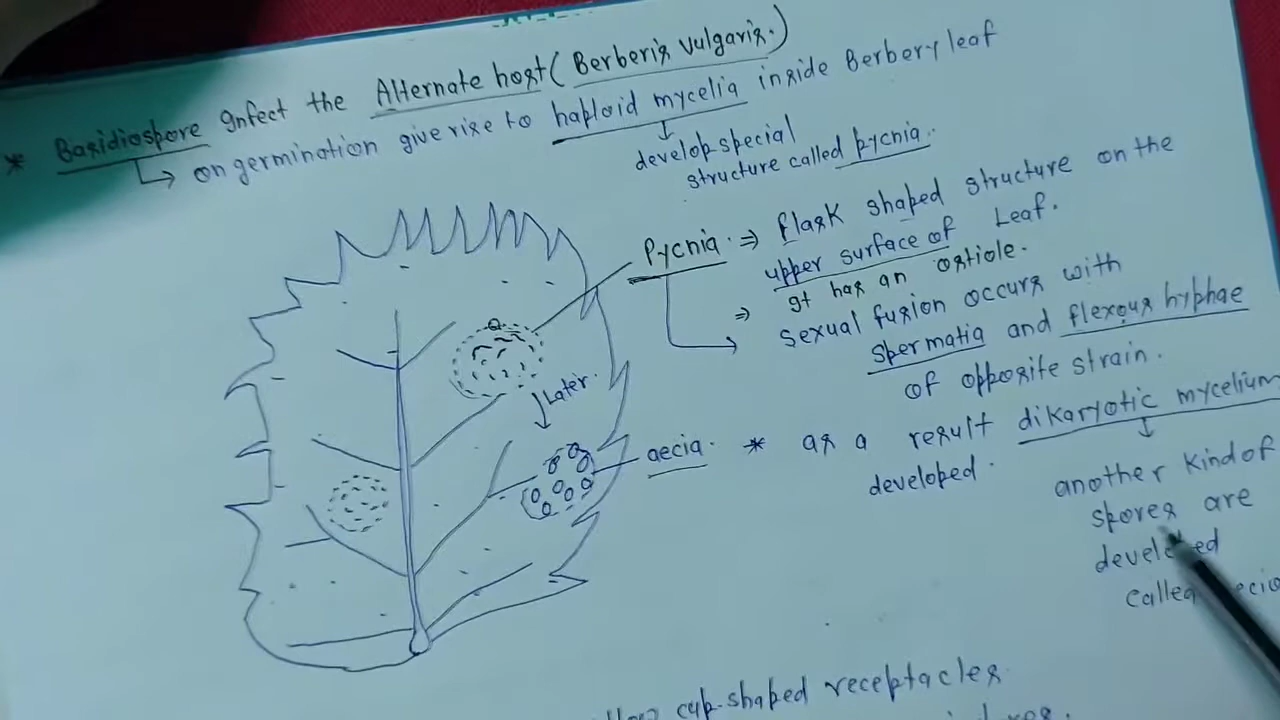 * Basidiospore Infect the Alternate host (Berberis vulgaris.)
↳ on germination give rise to haploid mycelia inside Berbery leaf
↓
develop special
structure called pycnia.
Pycnia. ⇒ flask shaped structure on the
upper surface of Leaf.
It has an ostiole.
⇒ sexual fusion occurs with
spermatia and flexous hyphae
of opposite strain.
Later.
aecia. * as a result dikaryotic mycelium
developed.
↓
another kind of
spores are
called
cup-shaped receptacles.